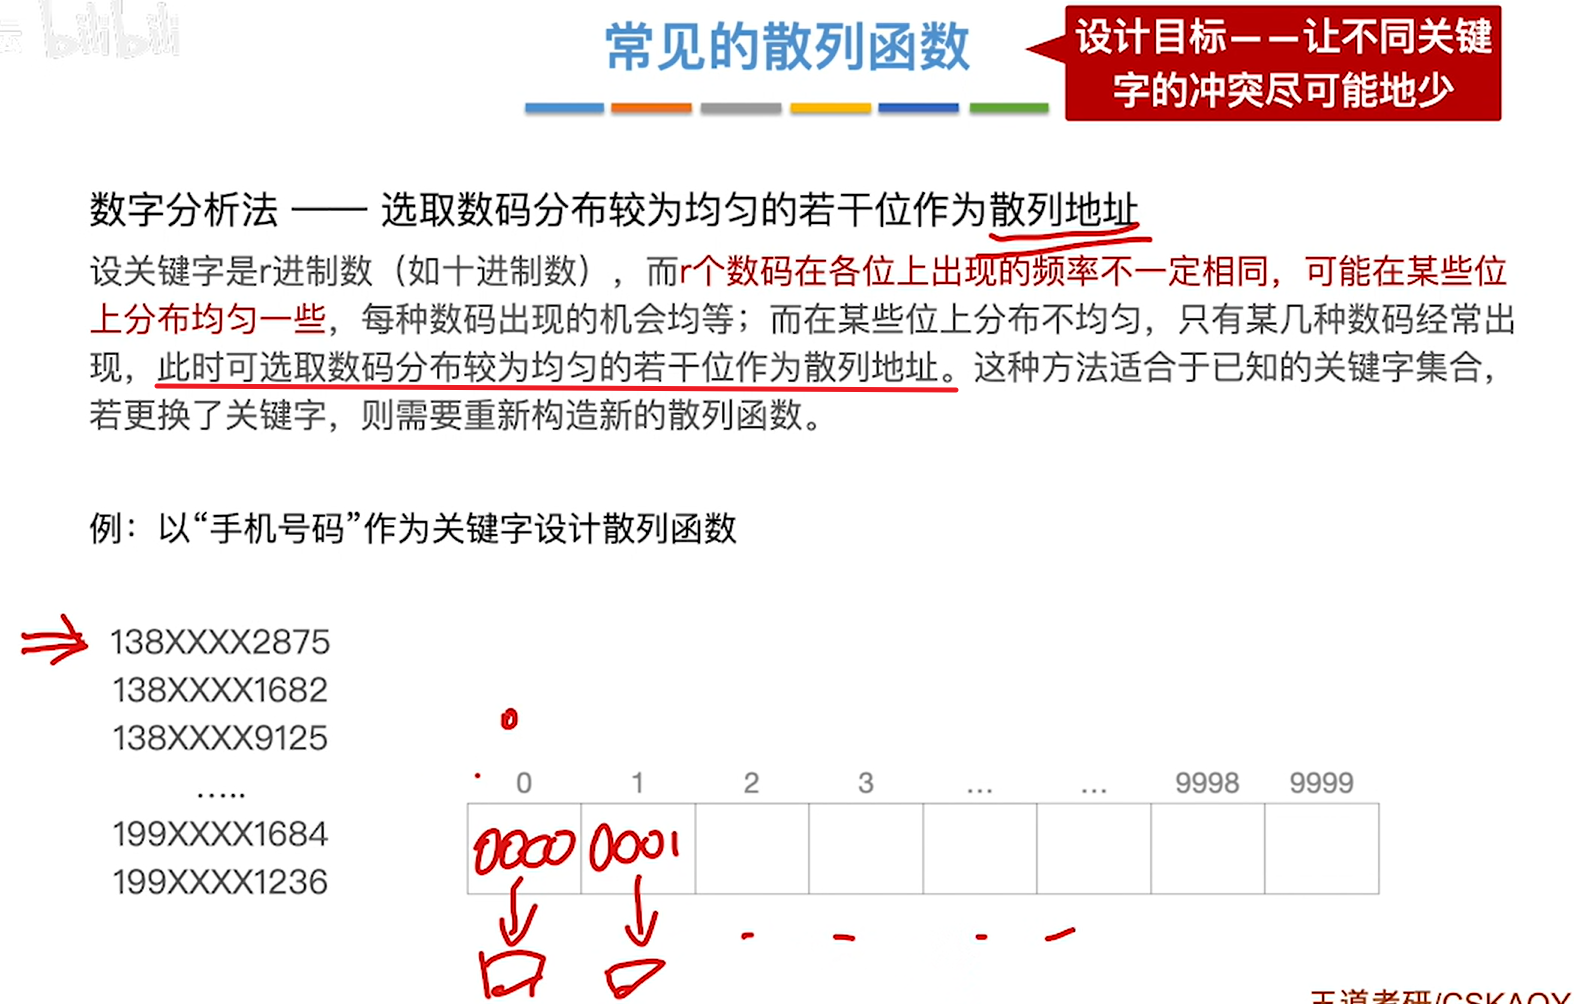 bilibili
常见的散列函数
设计目标——让不同关键
字的冲突尽可能地少
数字分析法 —— 选取数码分布较为均匀的若干位作为散列地址
设关键字是r进制数（如十进制数），而r个数码在各位上出现的频率不一定相同，可能在某些位
上分布均匀一些，每种数码出现的机会均等；而在某些位上分布不均匀，只有某几种数码经常出
现，此时可选取数码分布较为均匀的若干位作为散列地址。这种方法适合于已知的关键字集合，
若更换了关键字，则需要重新构造新的散列函数。
例：以“手机号码”作为关键字设计散列函数
138XXXX2875
138XXXX1682
138XXXX9125
.....
199XXXX1684
199XXXX1236
0
0 1 2 3 ... ... 9998 9999
0000 0001
王道考研/CSKAOY